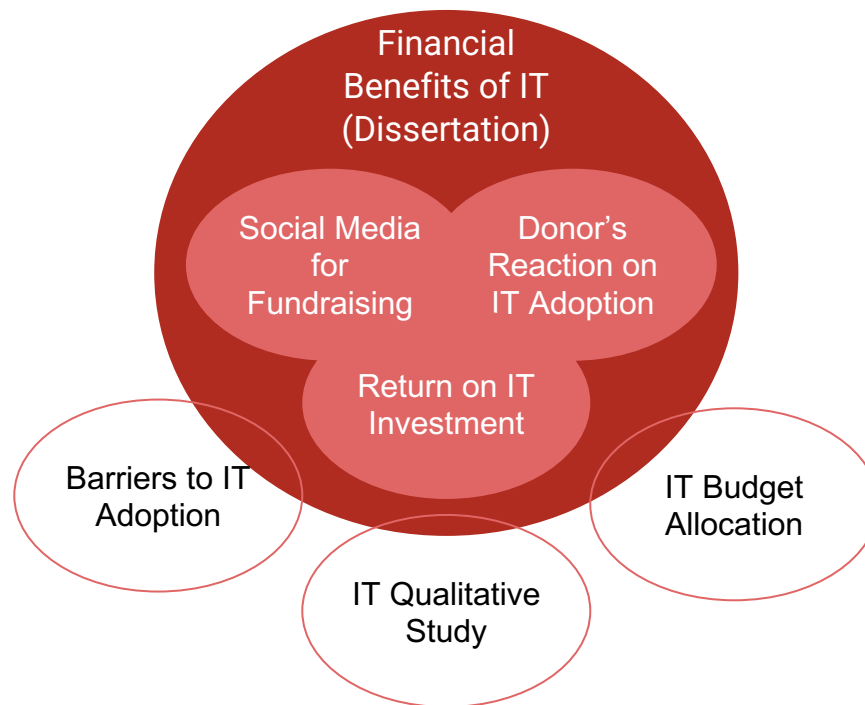 Financial
Benefits of IT
(Dissertation)
Social Media
for
Fundraising
Donor’s
Reaction on
IT Adoption
Return on IT
Investment
Barriers to IT
Adoption
IT Qualitative
Study
IT Budget
Allocation